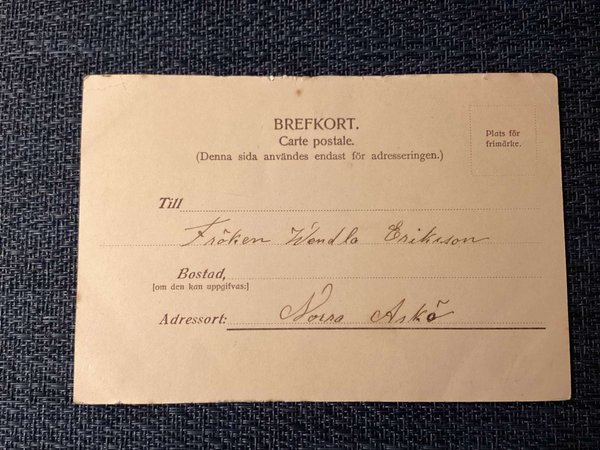 BREFKORT.
Carte postale.
(Denna sida användes endast för adresseringen.)
Plats för
frimärke.
Till
Fröken Wendla Eriksson
Bostad,
[om den kan uppgifvas:]
Adressort: Norra Askö